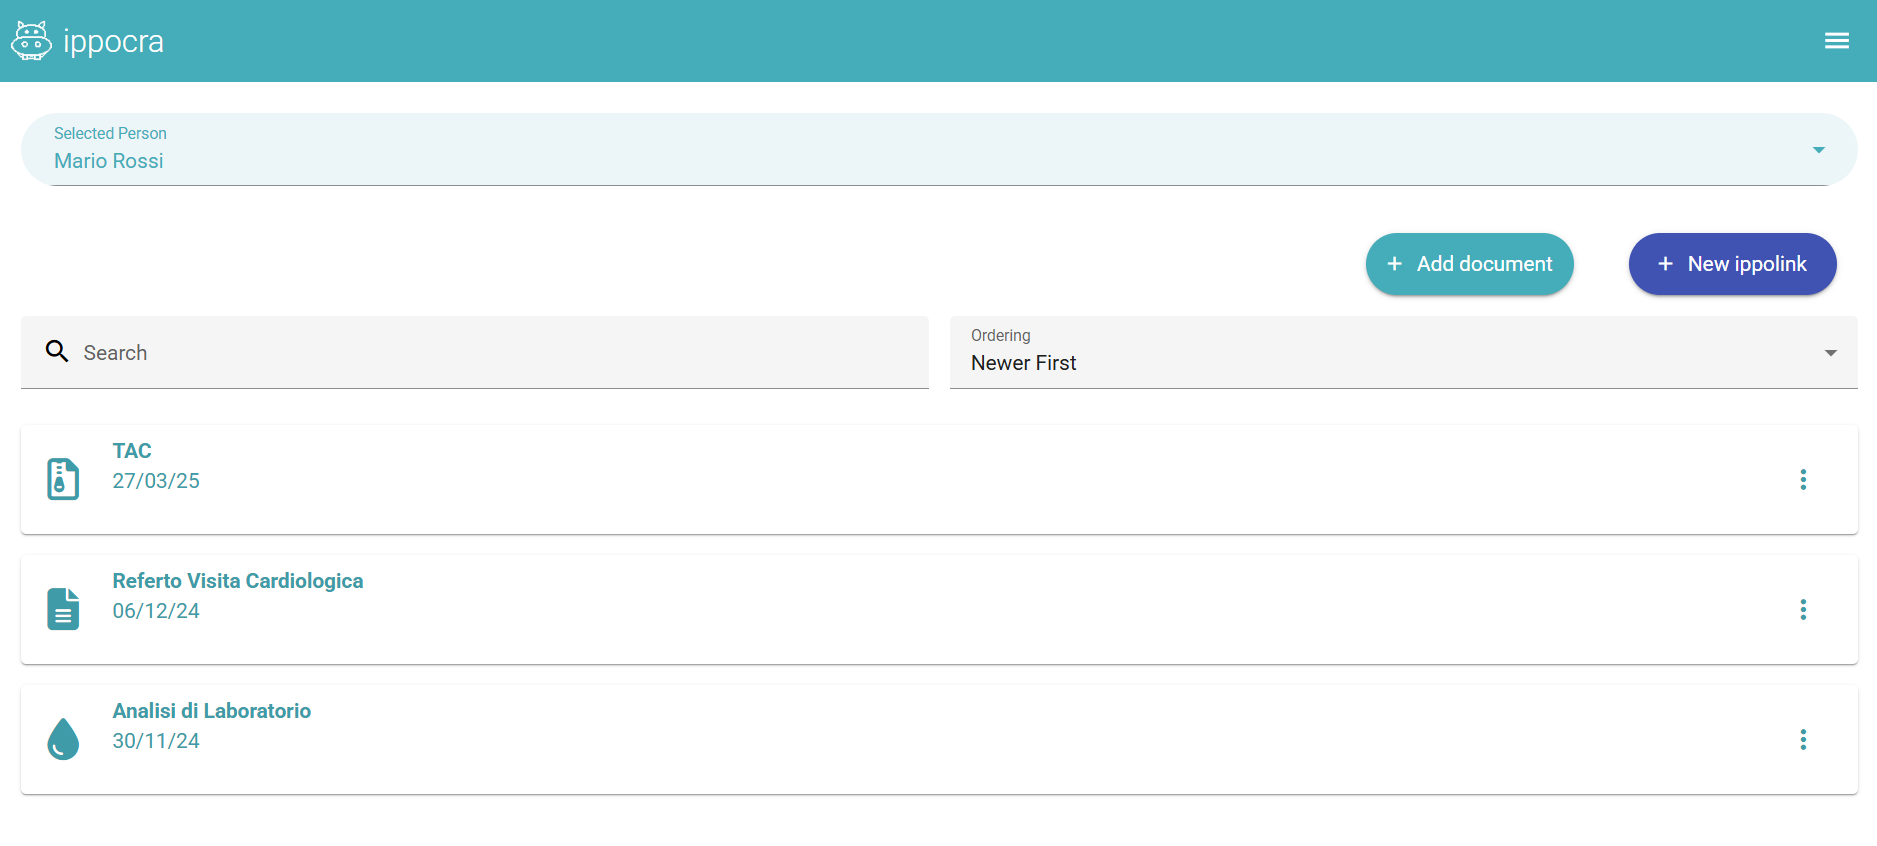 ippocra
Selected Person
Mario Rossi
+ Add document
+ New ippolink
Search
Ordering
Newer First
TAC
27/03/25
Referto Visita Cardiologica
06/12/24
Analisi di Laboratorio
30/11/24